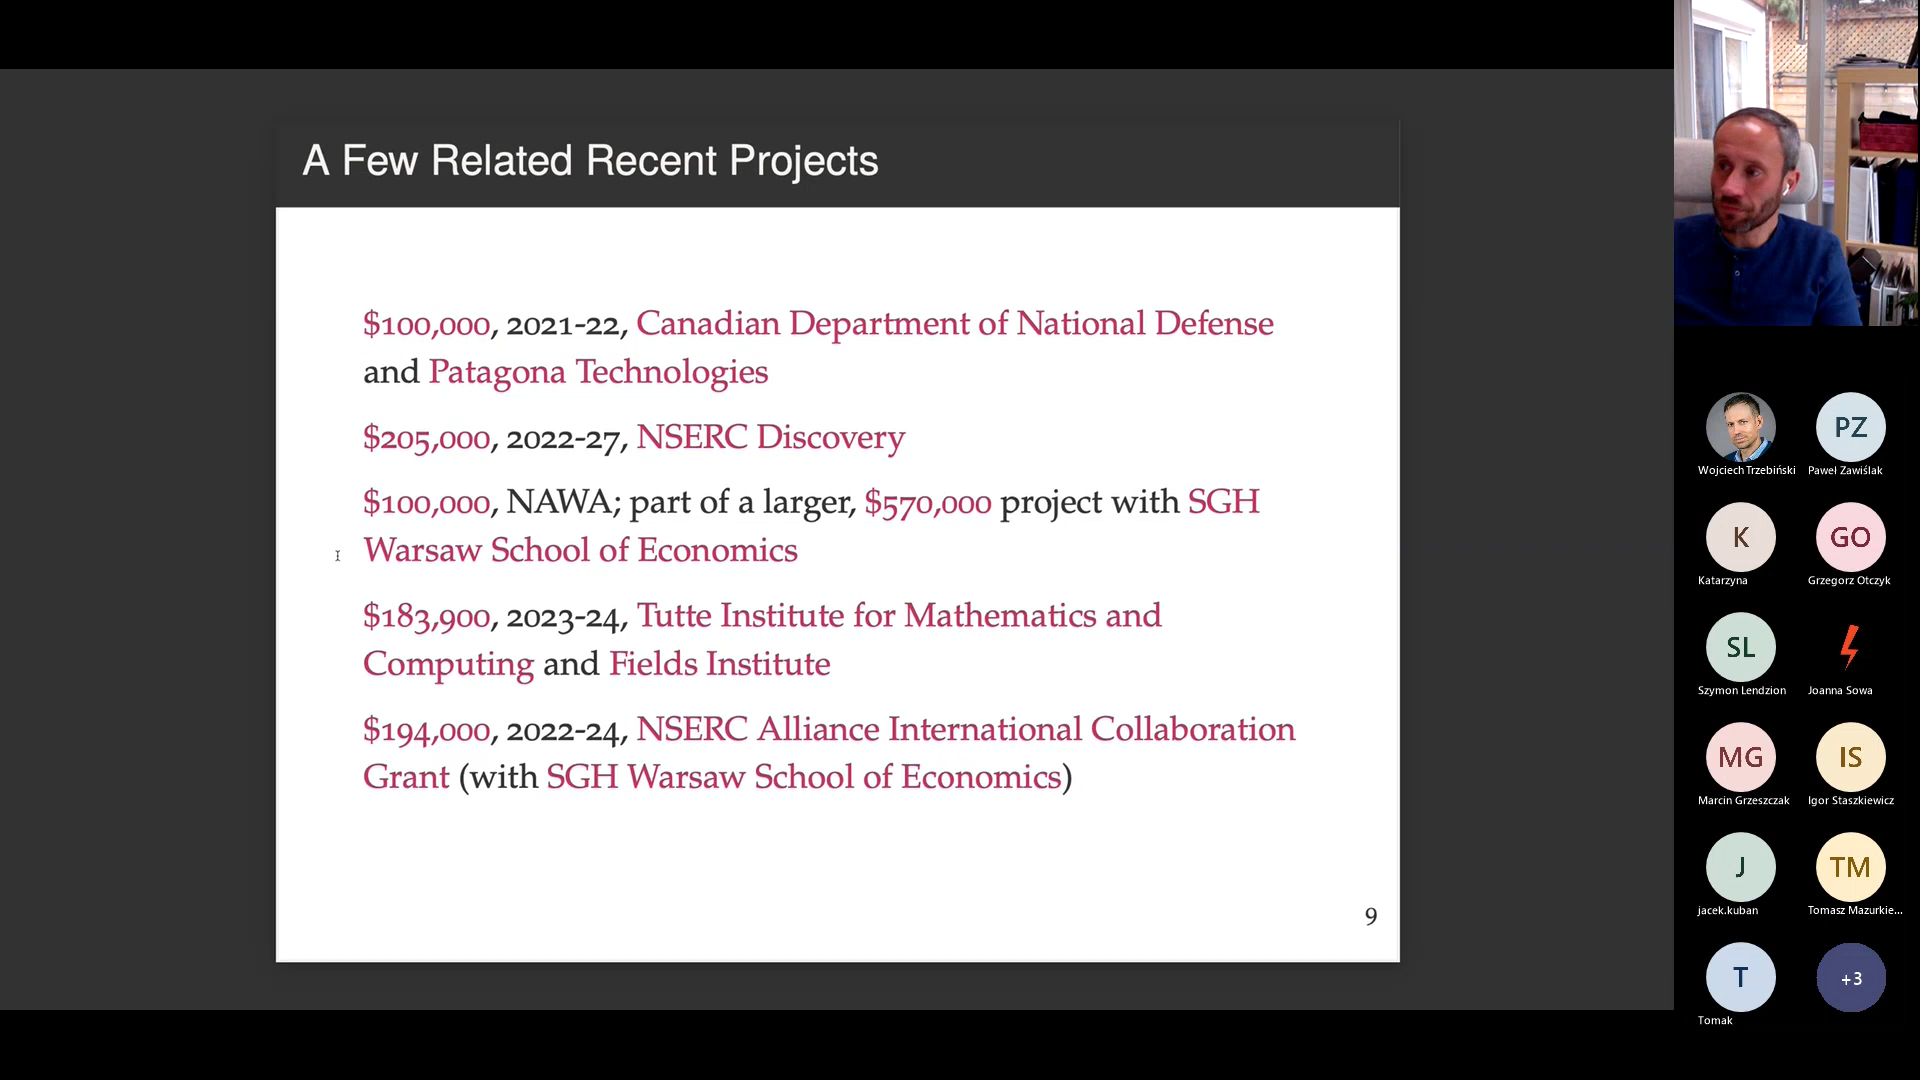 A Few Related Recent Projects
$100,000, 2021-22, Canadian Department of National Defense
and Patagona Technologies
$205,000, 2022-27, NSERC Discovery
$100,000, NAWA; part of a larger, $570,000 project with SGH
Warsaw School of Economics
$183,900, 2023-24, Tutte Institute for Mathematics and
Computing and Fields Institute
$194,000, 2022-24, NSERC Alliance International Collaboration
Grant (with SGH Warsaw School of Economics)
9
Wojciech Trzebiński
PZ
Paweł Zawiślak
K
Katarzyna
GO
Grzegorz Otczyk
SL
Szymon Lendzion
Joanna Sowa
MG
Marcin Grzeszczak
IS
Igor Staszkiewicz
J
jacek.kuban
TM
Tomasz Mazurkie...
T
Tomak
+3